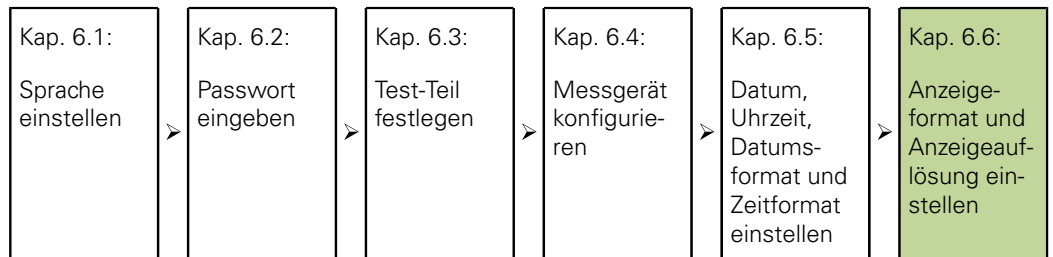 Kap. 6.1:
Sprache
einstellen
➢
Kap. 6.2:
Passwort
eingeben
➢
Kap. 6.3:
Test-Teil
festlegen
➢
Kap. 6.4:
Messgerät
konfigurie-
ren
➢
Kap. 6.5:
Datum,
Uhrzeit,
Datums-
format und
Zeitformat
einstellen
➢
Kap. 6.6:
Anzeige-
format und
Anzeigeauf-
lösung ein-
stellen